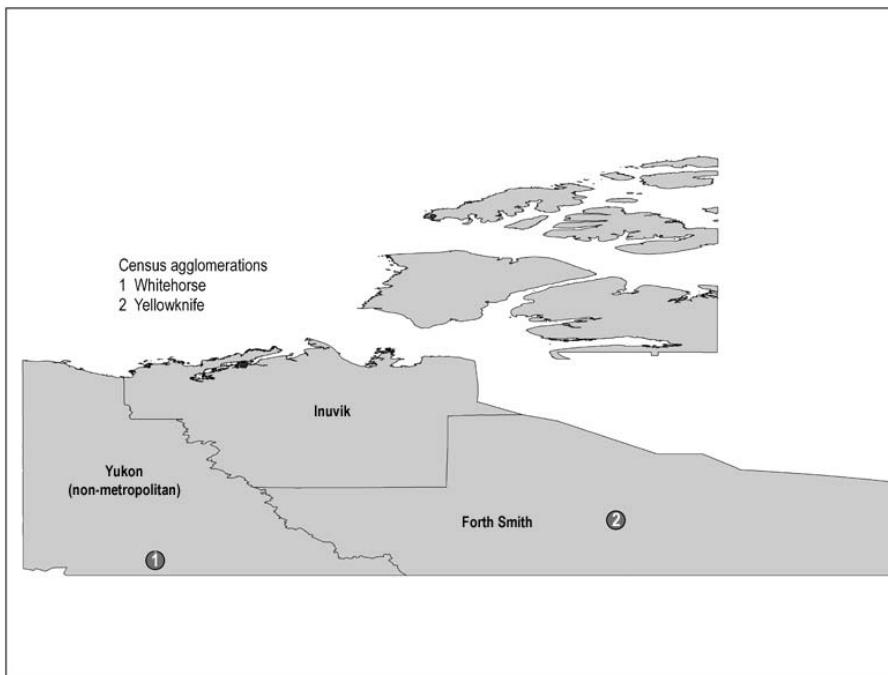 Census agglomerations
1 Whitehorse
2 Yellowknife
Inuvik
Yukon
(non-metropolitan)
Forth Smith
2
1